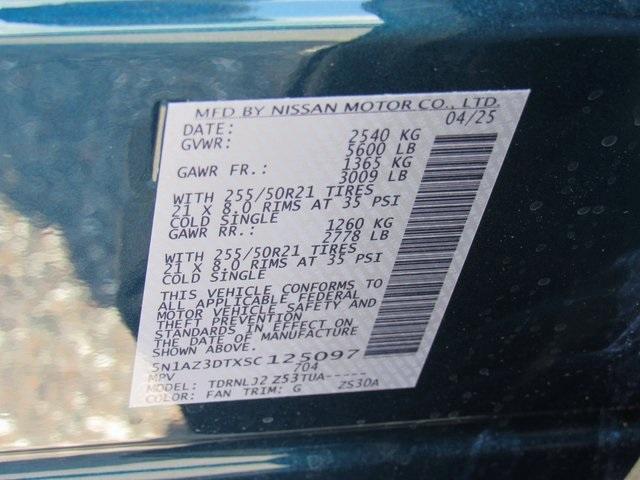 MFD BY NISSAN MOTOR CO., LTD.
DATE: 04/25
GVWR: 2540 KG
5600 LB
GAWR FR.: 1365 KG
3009 LB
WITH 255/50R21 TIRES
21 X 8.0 RIMS AT 35 PSI
COLD SINGLE
GAWR RR.: 1260 KG
2778 LB
WITH 255/50R21 TIRES
21 X 8.0 RIMS AT 35 PSI
COLD SINGLE
THIS VEHICLE CONFORMS TO
ALL APPLICABLE FEDERAL
MOTOR VEHICLE SAFETY AND
THEFT PREVENTION
STANDARDS IN EFFECT ON
THE DATE OF MANUFACTURE
SHOWN ABOVE.
5N1AZ3DTXSC125097
MPV 704
MODEL: TDRNLJ2 Z53TUA-----
COLOR: FAN TRIM: G ZS30A